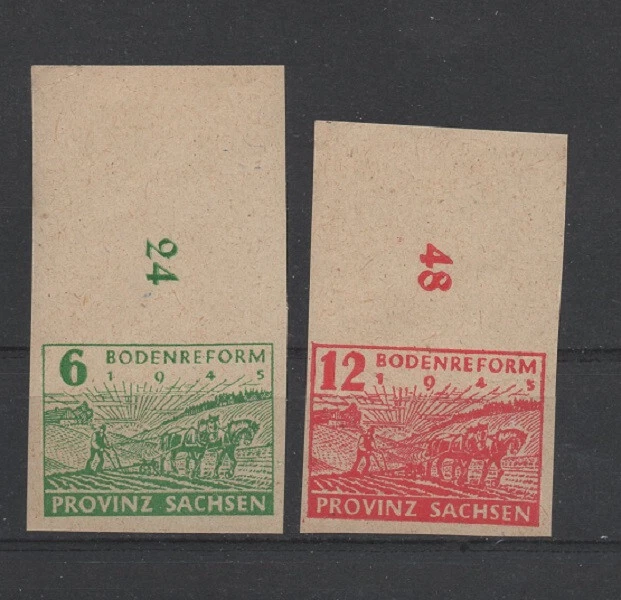 24
6 BODENREFORM
1 9 4 5
PROVINZ SACHSEN
48
12 BODENREFORM
1 9 4 5
PROVINZ SACHSEN